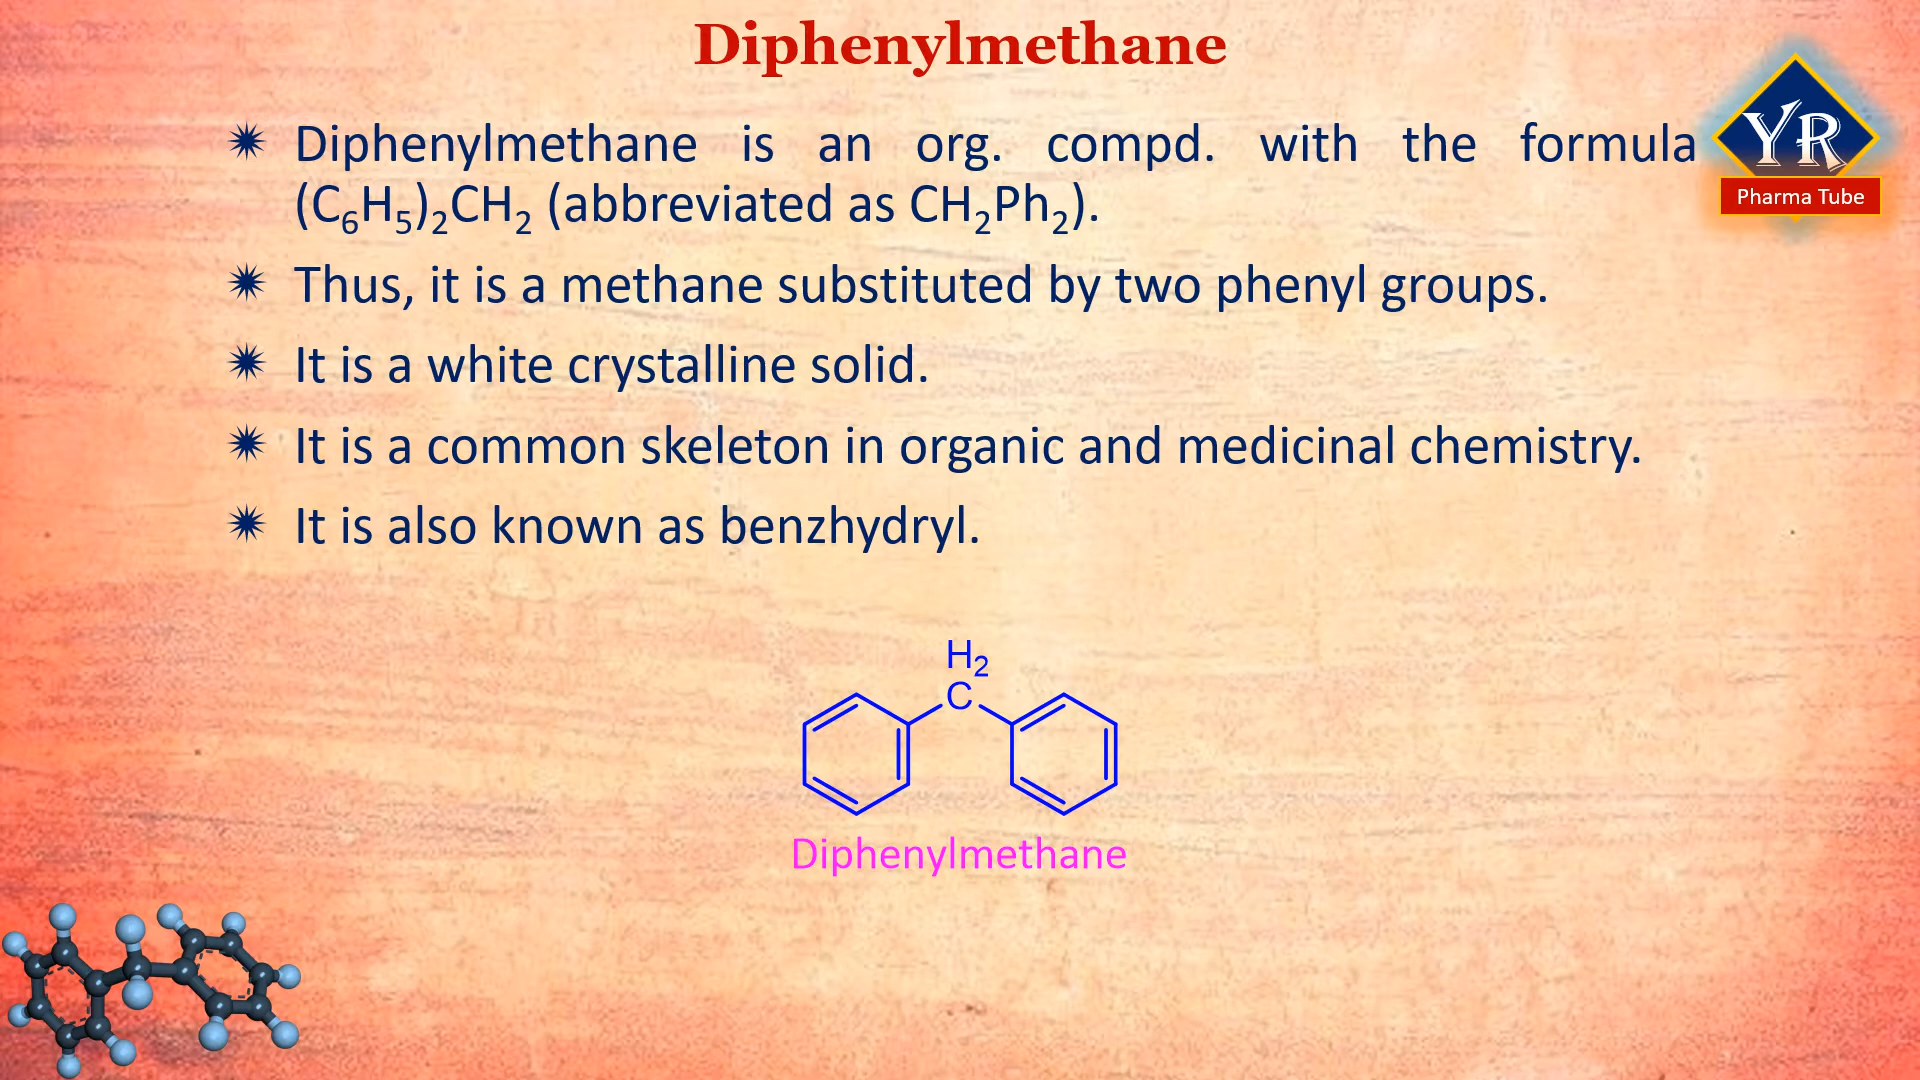 Diphenylmethane
YR
Pharma Tube
Diphenylmethane is an org. compd. with the formula
(C₆H₅)₂CH₂ (abbreviated as CH₂Ph₂).
Thus, it is a methane substituted by two phenyl groups.
It is a white crystalline solid.
It is a common skeleton in organic and medicinal chemistry.
It is also known as benzhydryl.
H₂
C
Diphenylmethane